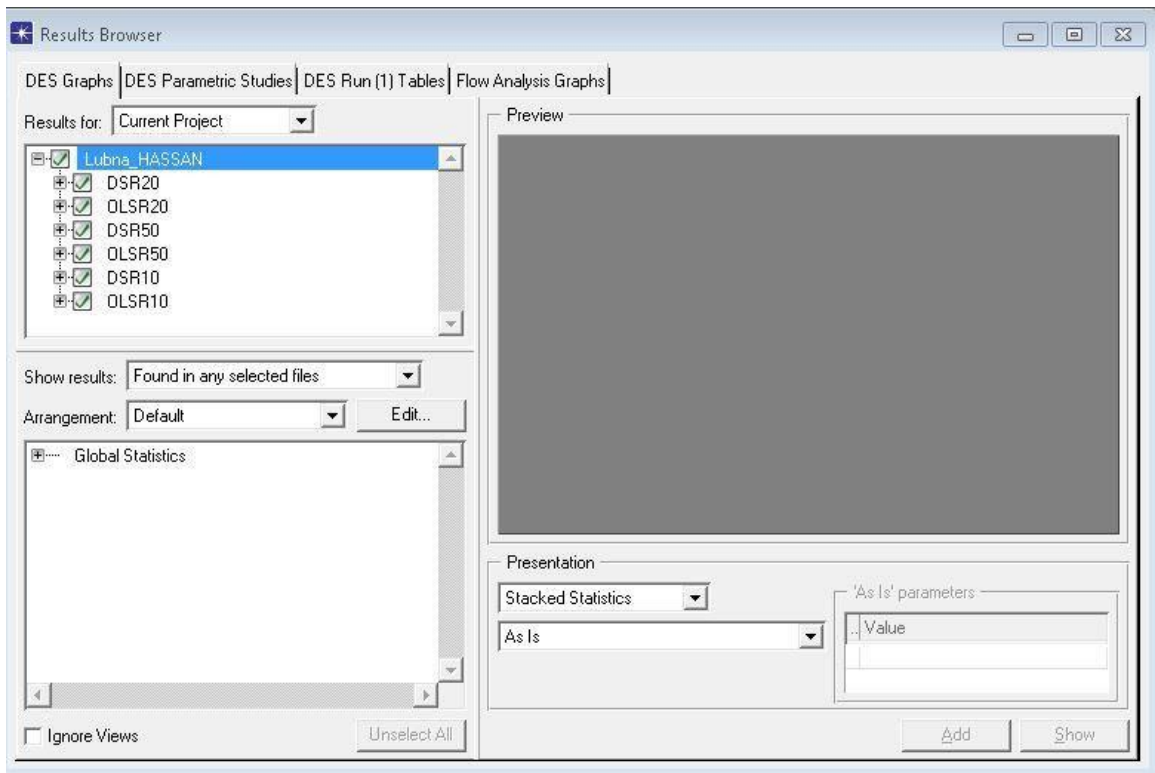 Results Browser
DES Graphs DES Parametric Studies DES Run (1) Tables Flow Analysis Graphs
Results for: Current Project
Lubna_HASSAN
DSR20
OLSR20
DSR50
OLSR50
DSR10
OLSR10
Show results: Found in any selected files
Arrangement: Default Edit...
Global Statistics
Ignore Views Unselect All
Preview
Presentation
Stacked Statistics
As Is
'As Is' parameters
.. Value
Add Show